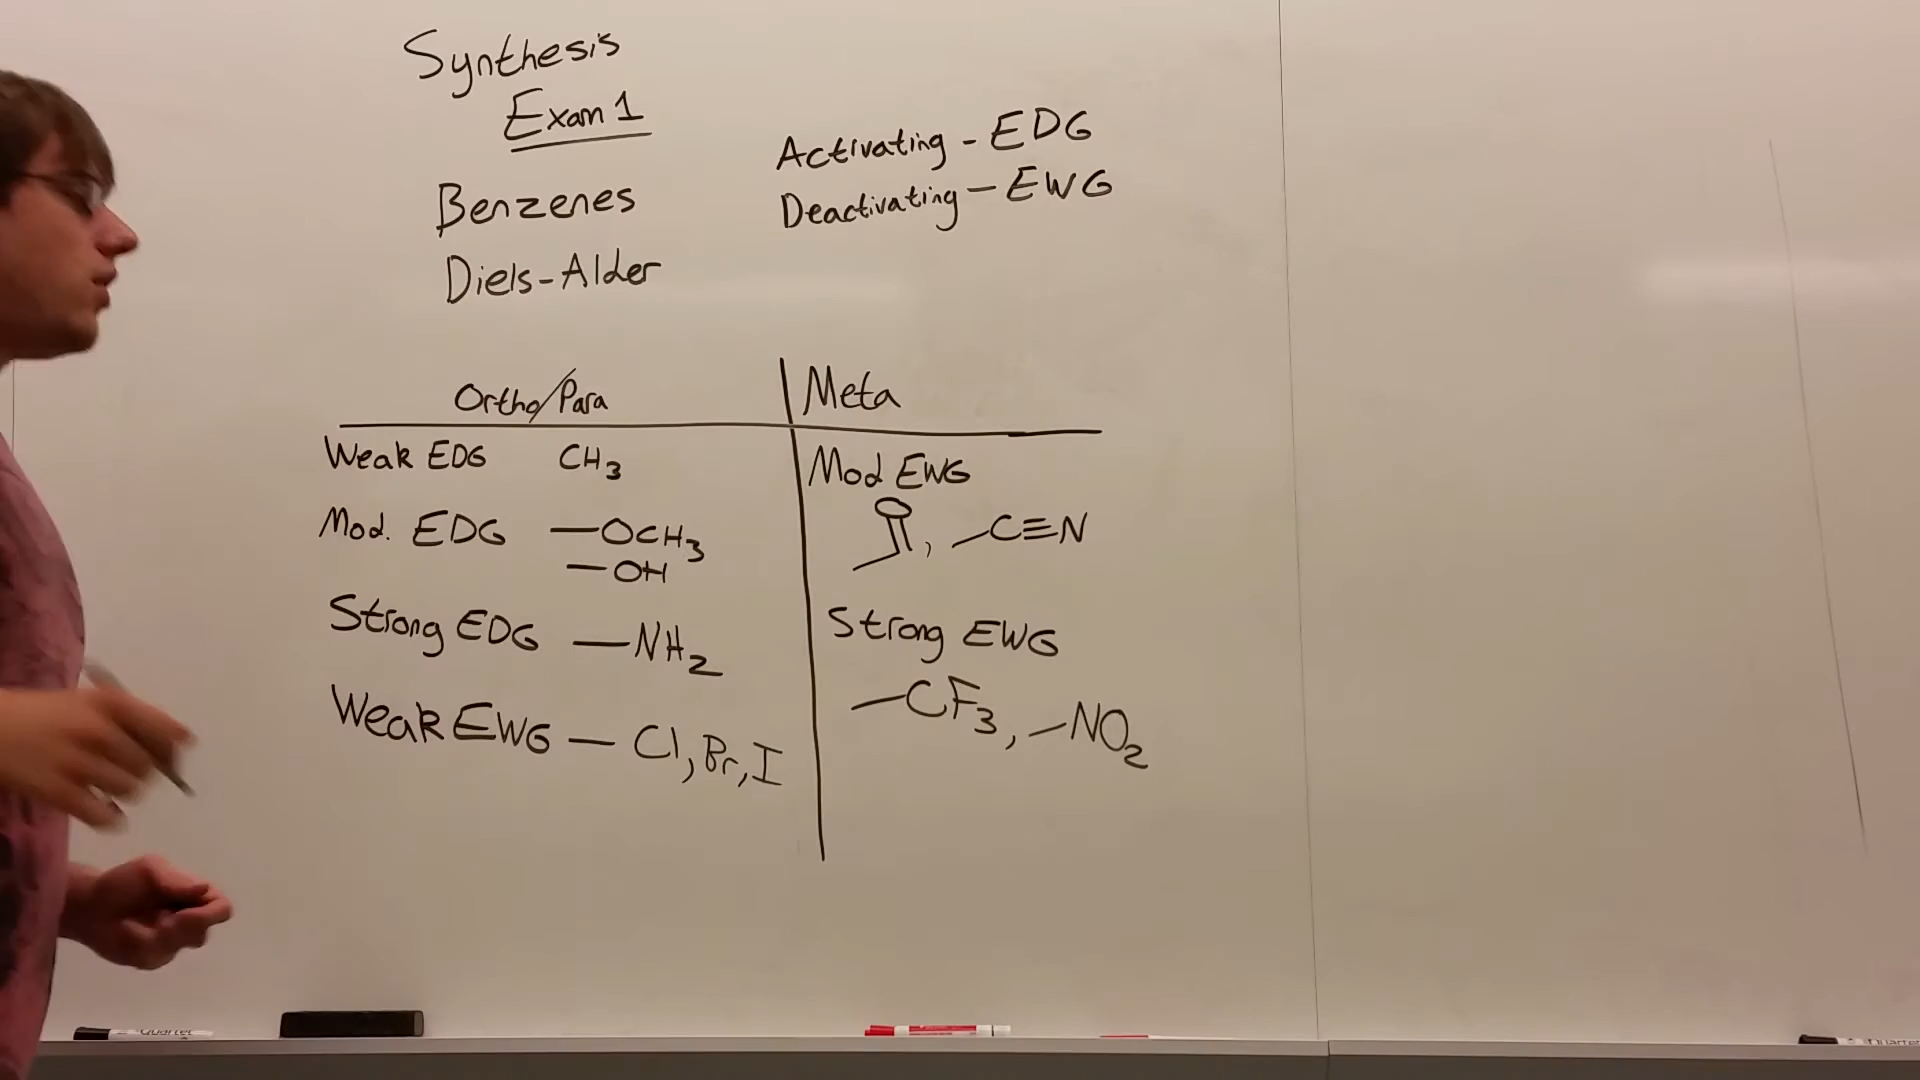 Synthesis
Exam 1
Benzenes
Diels-Alder
Activating - EDG
Deactivating - EWG
Ortho/Para
Weak EDG CH3
Mod. EDG —OCH3
—OH
Strong EDG —NH2
Weak EWG — Cl, Br, I
Meta
Mod EWG
O, —C≡N
Strong EWG
—CF3, —NO2
Quartet